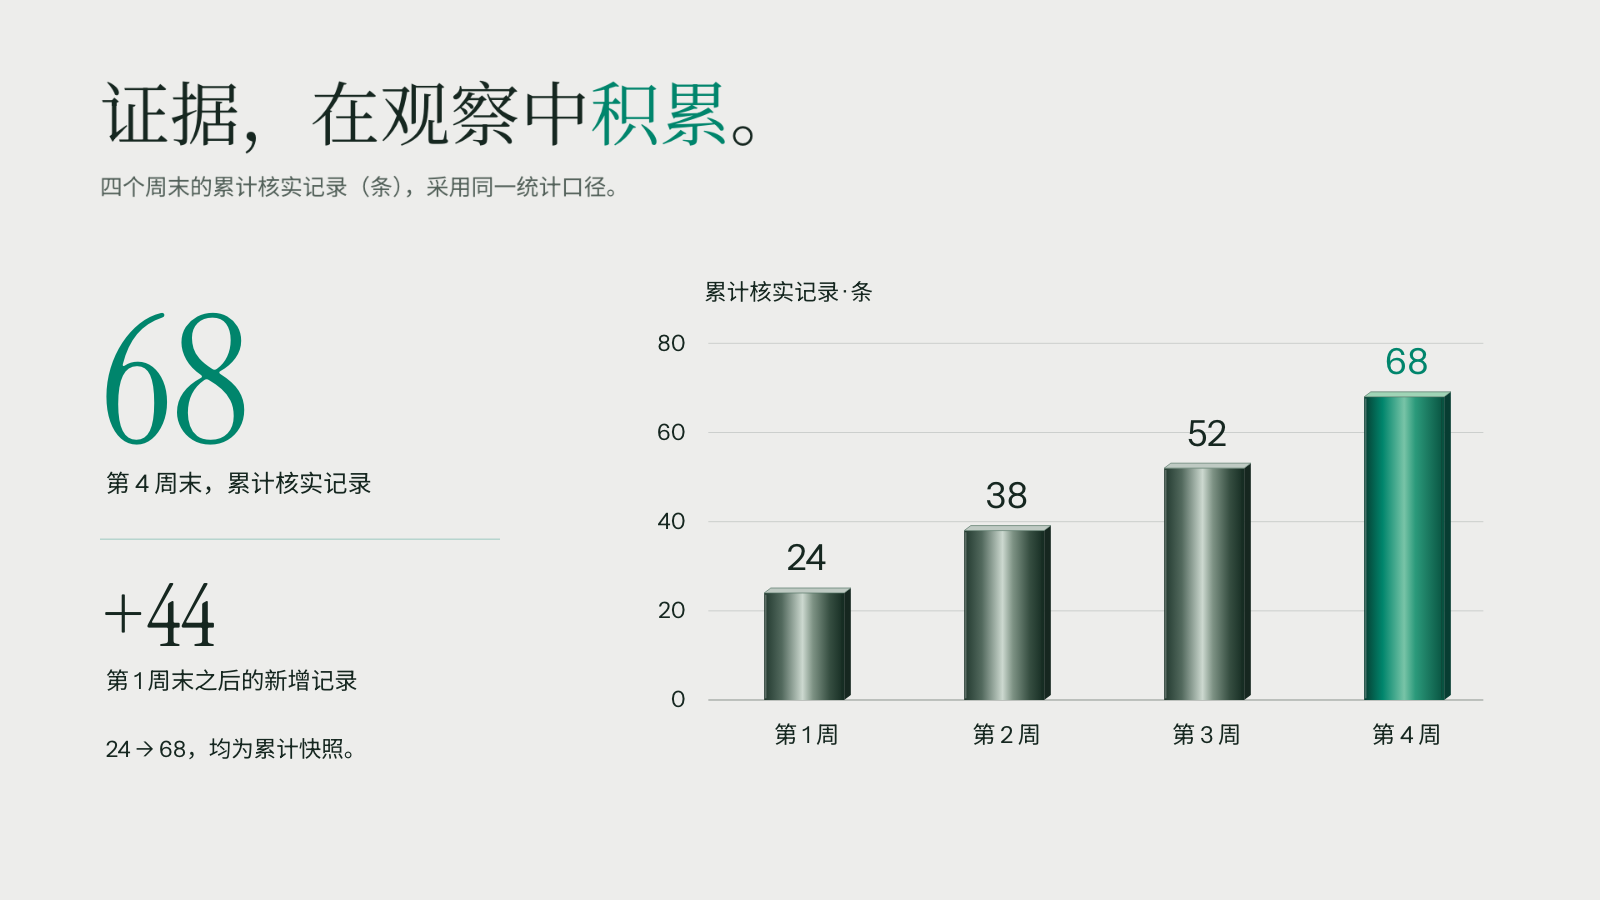 证据，在观察中积累。
四个周末的累计核实记录（条），采用同一统计口径。
68
第 4 周末，累计核实记录
+44
第 1 周末之后的新增记录
24 → 68，均为累计快照。
累计核实记录 · 条
80
60
40
20
0
24
38
52
68
第 1 周
第 2 周
第 3 周
第 4 周